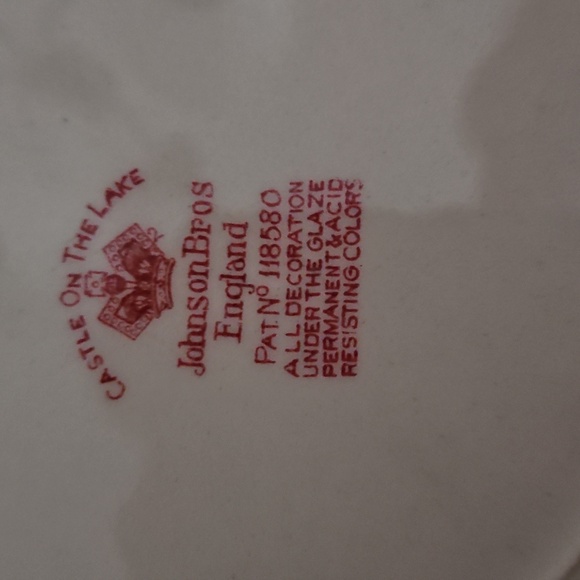 CASTLE ON THE LAKE
JohnsonBros
England
PAT. Nº 118580
ALL DECORATION
UNDER THE GLAZE
PERMANENT & ACID
RESISTING COLORS